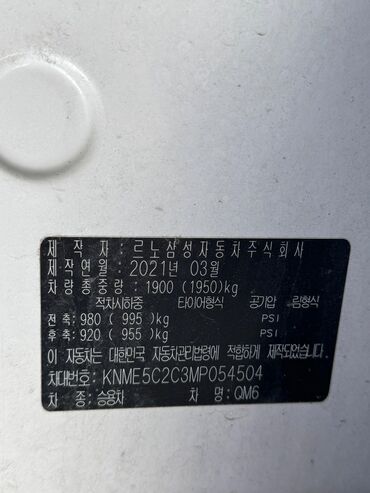 제 작 자: 르노삼성자동차주식회사
제작연월: 2021년 03월
차량총중량: 1900 (1950)kg
적차시하중 타이어형식 공기압 림형식
전축: 980 ( 995)kg PSI
후축: 920 ( 955)kg PSI
이 자동차는 대한민국 자동차관리법령에 적합하게 제작되었습니다.
차대번호: KNME5C2C3MP054504
차 종: 승용차 차 명: QM6